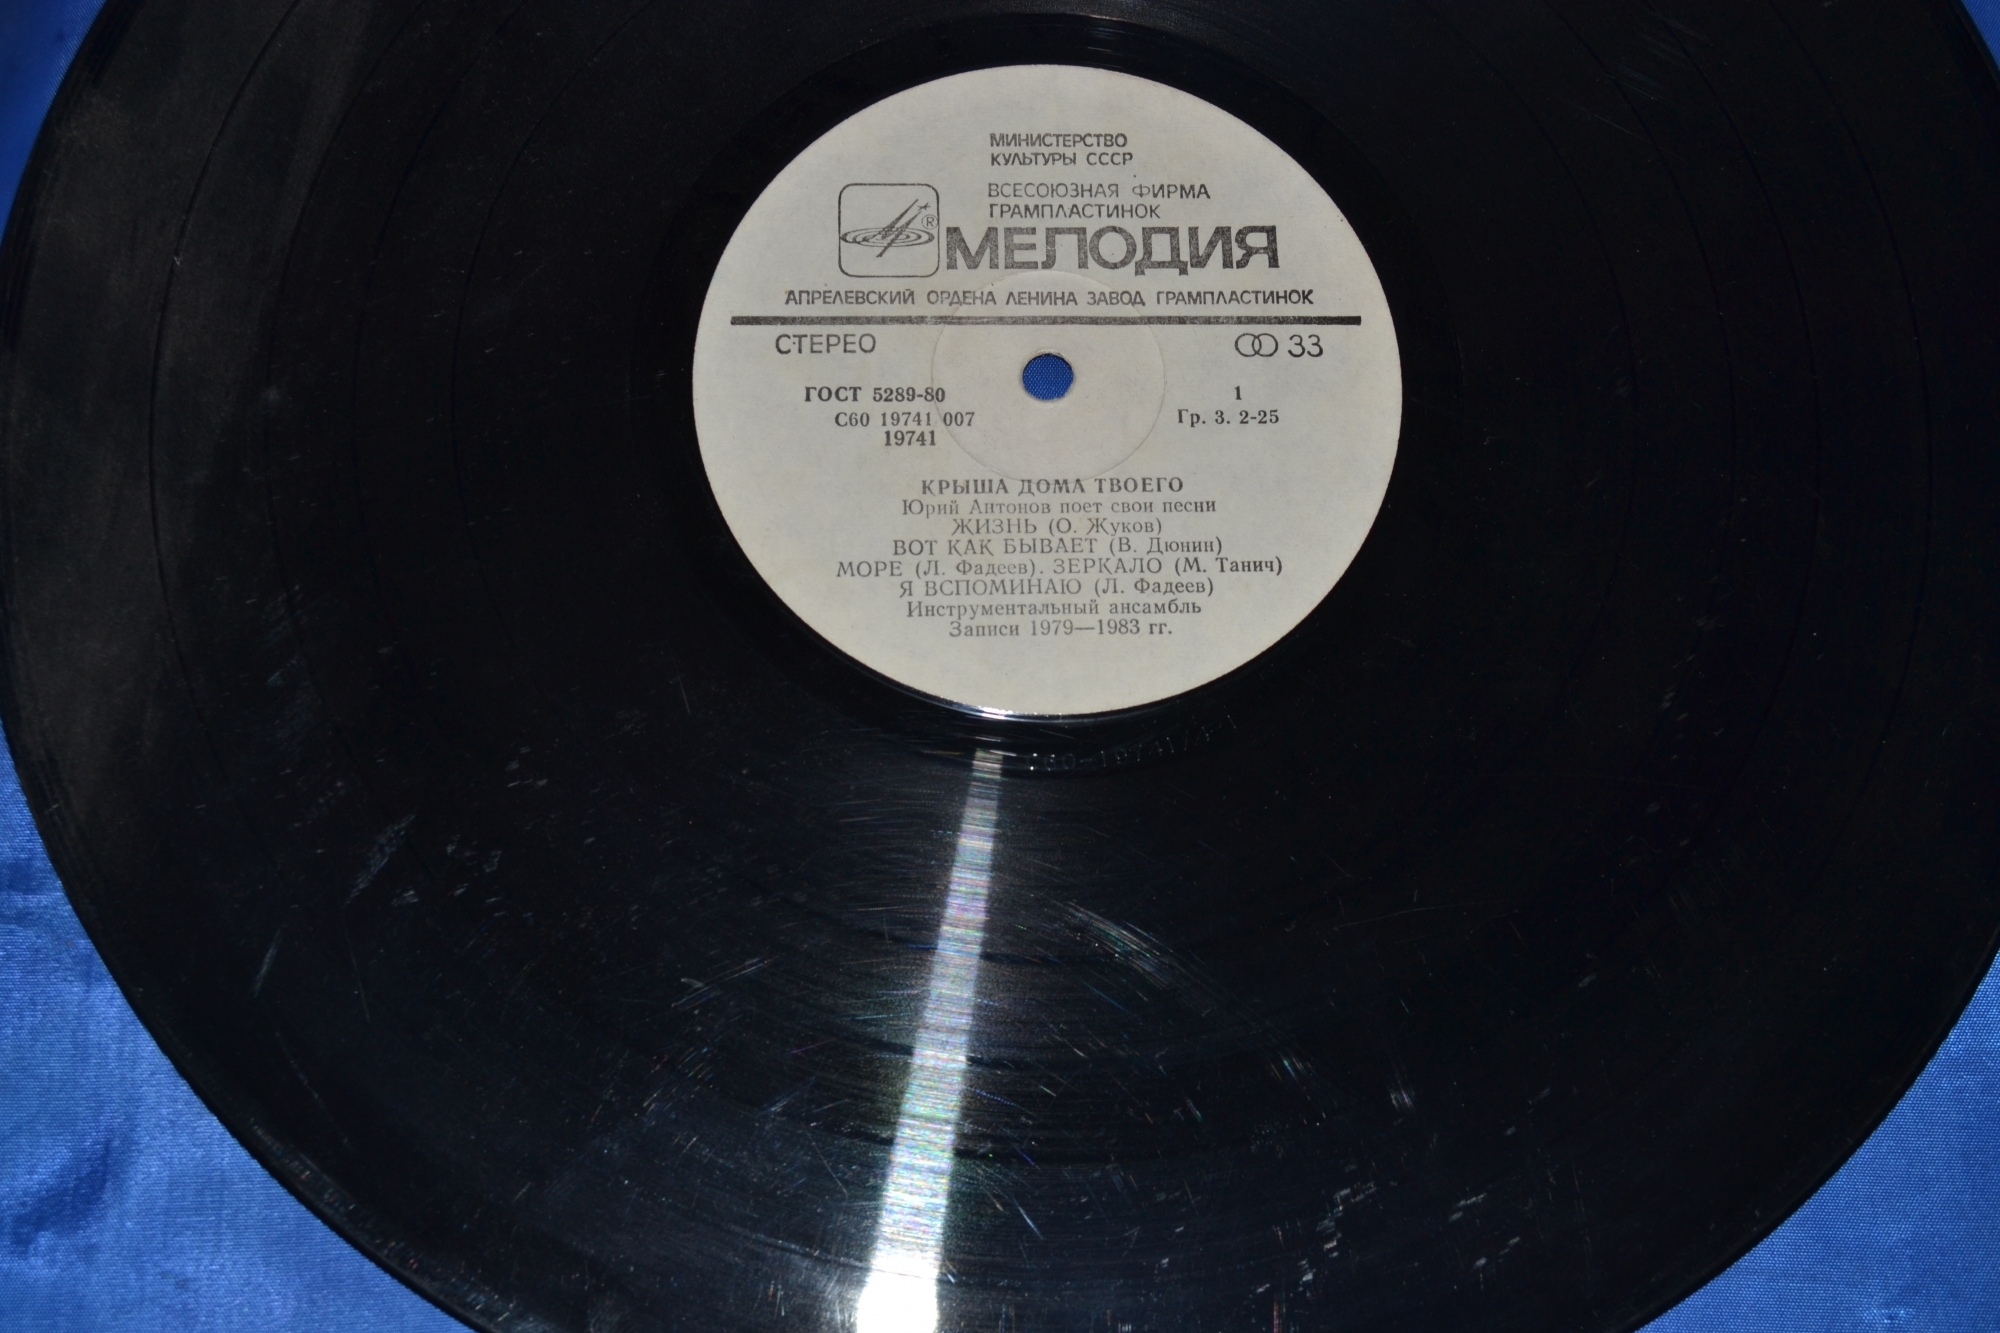 МИНИСТЕРСТВО
КУЛЬТУРЫ СССР
ВСЕСОЮЗНАЯ ФИРМА
ГРАМПЛАСТИНОК
® МЕЛОДИЯ
АПРЕЛЕВСКИЙ ОРДЕНА ЛЕНИНА ЗАВОД ГРАМПЛАСТИНОК
СТЕРЕО 33
ГОСТ 5289-80 1
С60 19741 007 Гр. 3. 2-25
19741
КРЫША ДОМА ТВОЕГО
Юрий Антонов поет свои песни
ЖИЗНЬ (О. Жуков)
ВОТ КАК БЫВАЕТ (В. Дюнин)
МОРЕ (Л. Фадеев). ЗЕРКАЛО (М. Танич)
Я ВСПОМИНАЮ (Л. Фадеев)
Инструментальный ансамбль
Записи 1979—1983 гг.